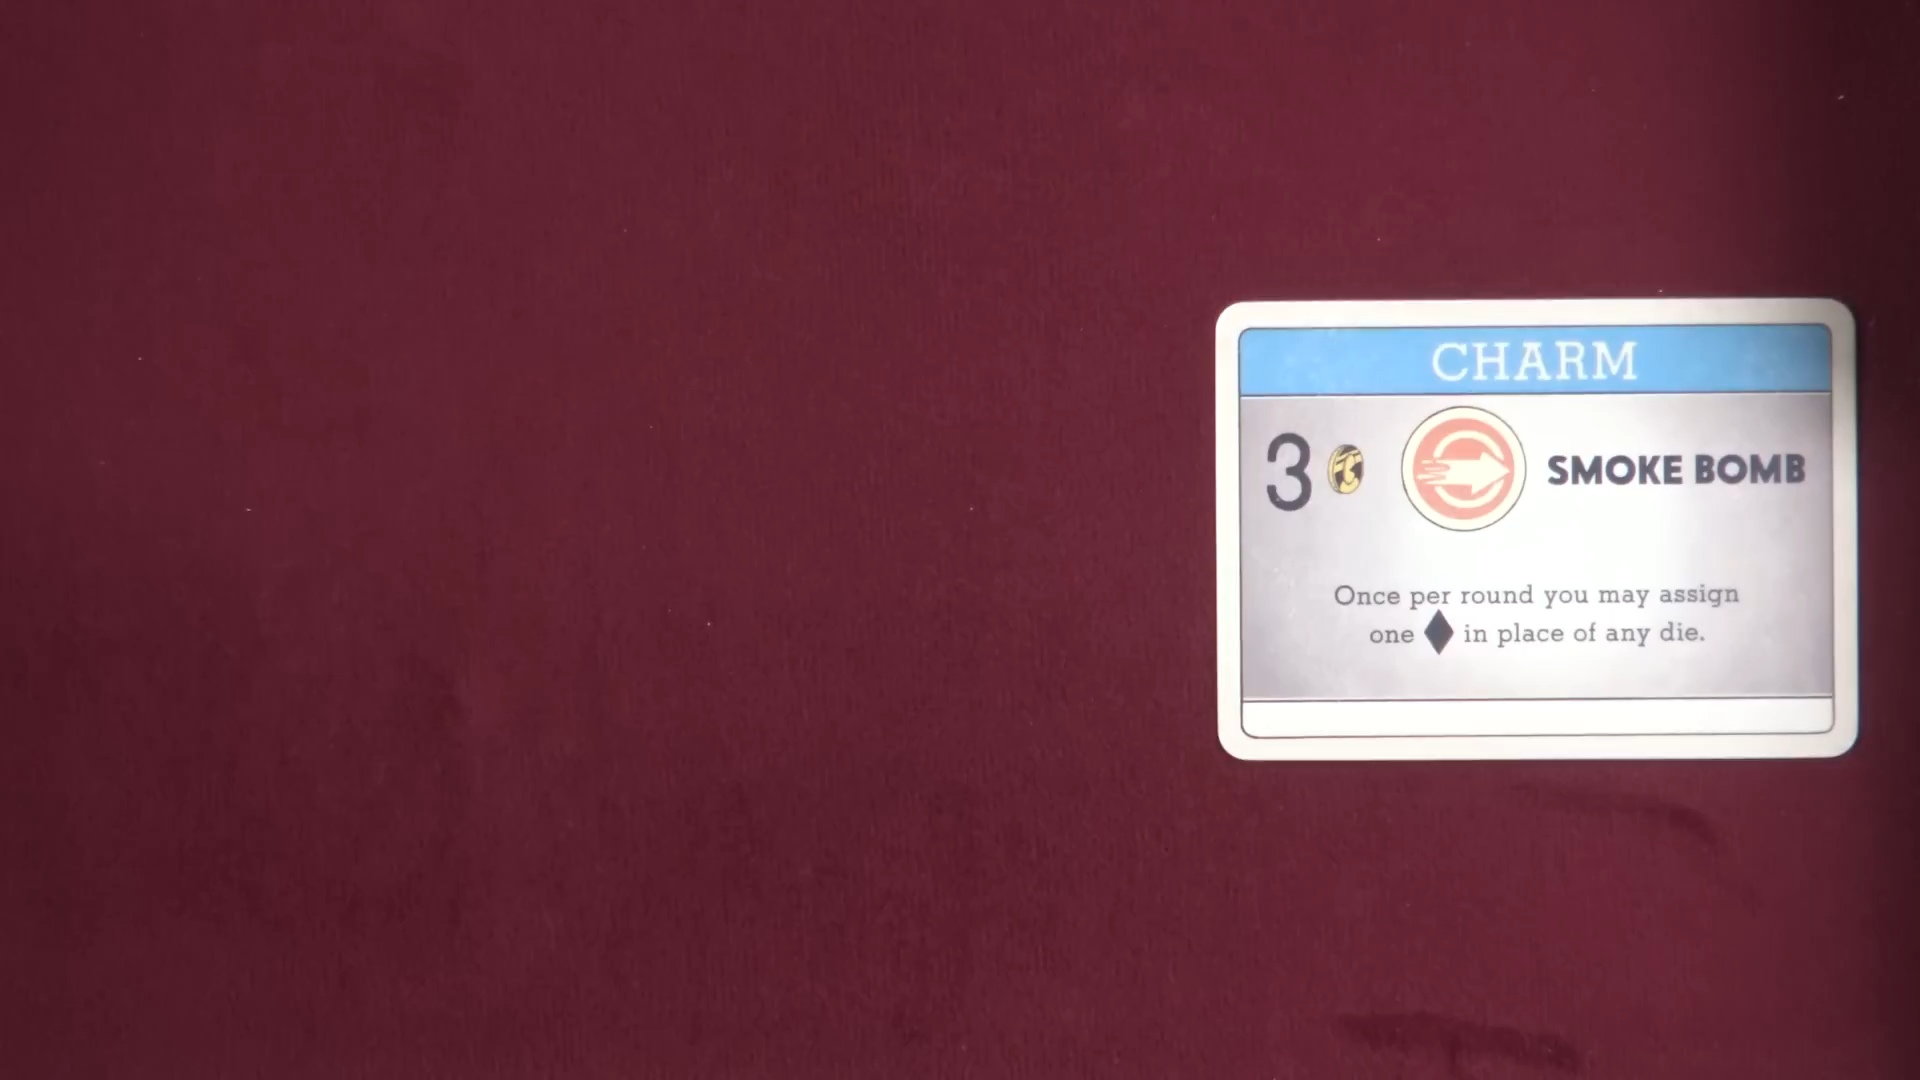 CHARM
3
SMOKE BOMB
Once per round you may assign
one in place of any die.